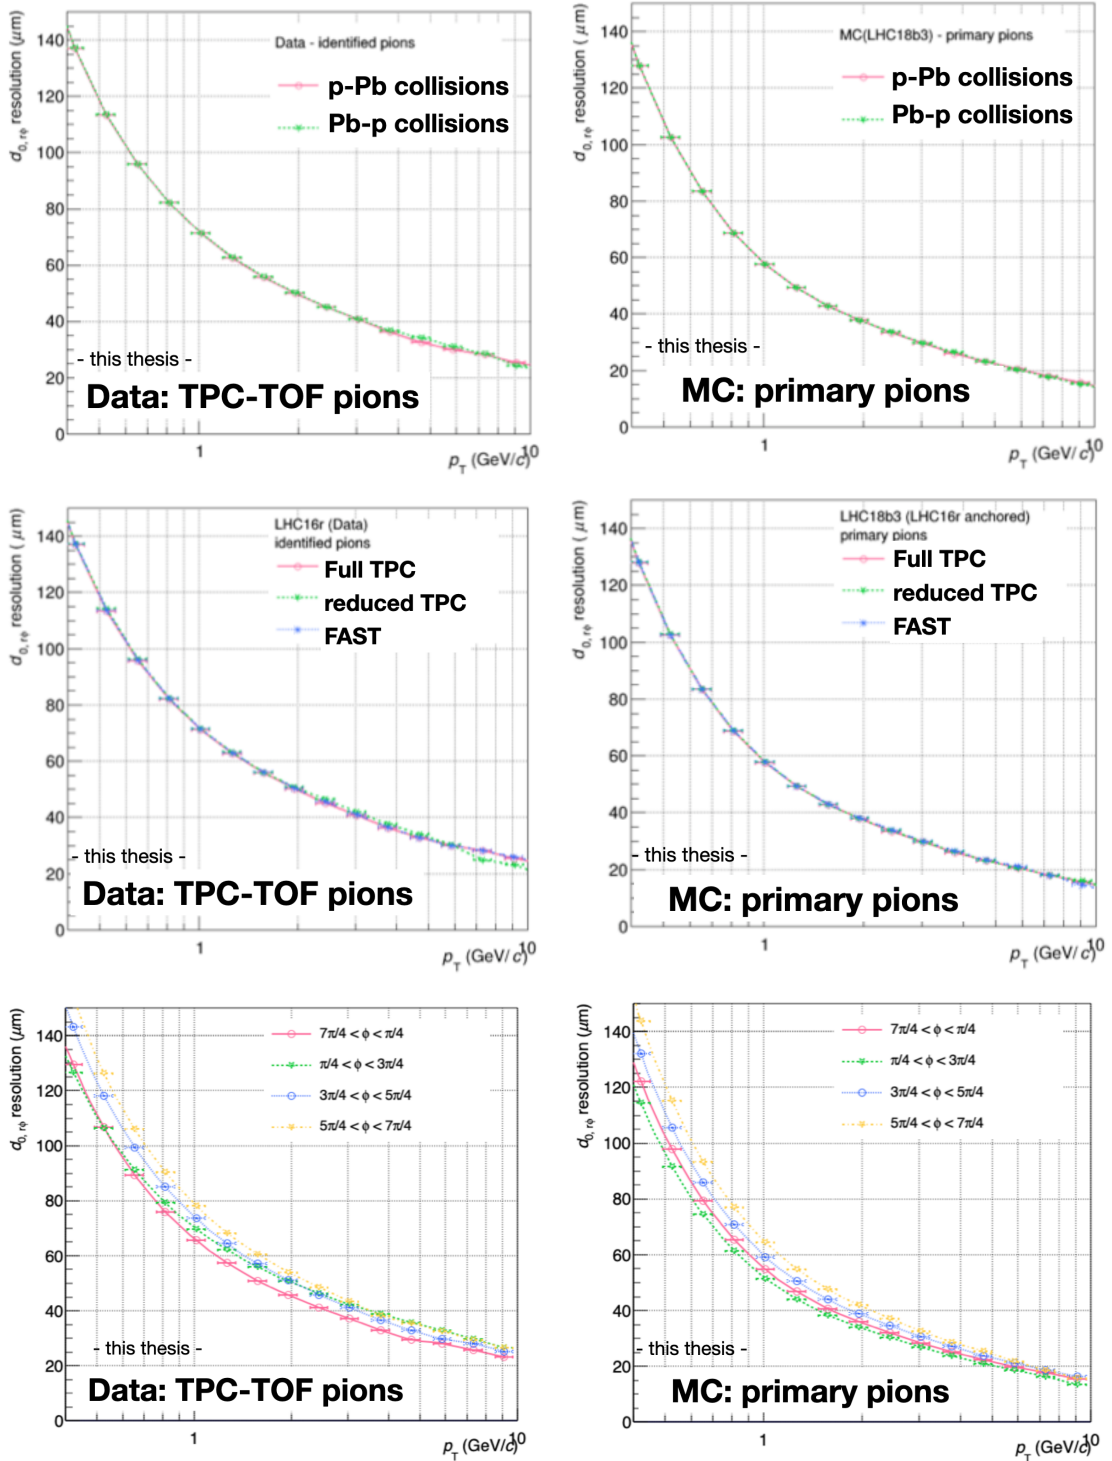 d0,rφ resolution (μm)
140
120
100
80
60
40
20
0
Data - identified pions
p-Pb collisions
Pb-p collisions
- this thesis -
Data: TPC-TOF pions
1
10
pT (GeV/c)
d0,rφ resolution ( μm)
140
120
100
80
60
40
20
0
MC(LHC18b3) - primary pions
p-Pb collisions
Pb-p collisions
- this thesis -
MC: primary pions
1
10
pT (GeV/c)
d0,rφ resolution ( μm)
140
120
100
80
60
40
20
0
LHC16r (Data)
identified pions
Full TPC
reduced TPC
FAST
- this thesis -
Data: TPC-TOF pions
1
10
pT (GeV/c)
d0,rφ resolution ( μm)
140
120
100
80
60
40
20
0
LHC18b3 (LHC16r anchored)
primary pions
Full TPC
reduced TPC
FAST
- this thesis -
MC: primary pions
1
10
pT (GeV/c)
d0,rφ resolution (μm)
140
120
100
80
60
40
20
0
7π/4 < ϕ < π/4
π/4 < ϕ < 3π/4
3π/4 < ϕ < 5π/4
5π/4 < ϕ < 7π/4
- this thesis -
Data: TPC-TOF pions
1
10
pT (GeV/c)
d0,rφ resolution (μm)
140
120
100
80
60
40
20
0
7π/4 < ϕ < π/4
π/4 < ϕ < 3π/4
3π/4 < ϕ < 5π/4
5π/4 < ϕ < 7π/4
- this thesis -
MC: primary pions
1
10
pT (GeV/c)